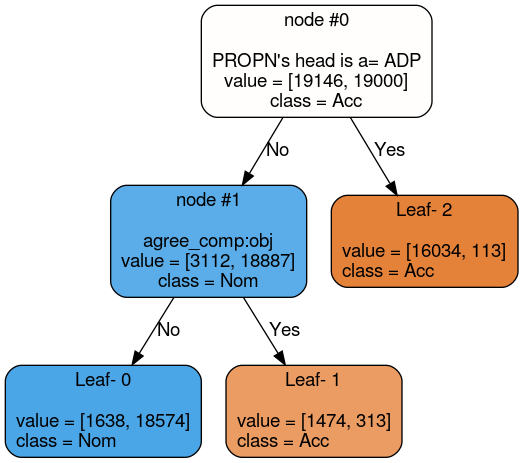 node #0
PROPN's head is a= ADP
value = [19146, 19000]
class = Acc
No
Yes
node #1
agree_comp:obj
value = [3112, 18887]
class = Nom
Leaf- 2
value = [16034, 113]
class = Acc
No
Yes
Leaf- 0
value = [1638, 18574]
class = Nom
Leaf- 1
value = [1474, 313]
class = Acc